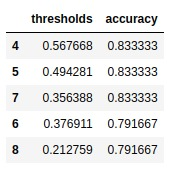 thresholds accuracy
4 0.567668 0.833333
5 0.494281 0.833333
7 0.356388 0.833333
6 0.376911 0.791667
8 0.212759 0.791667